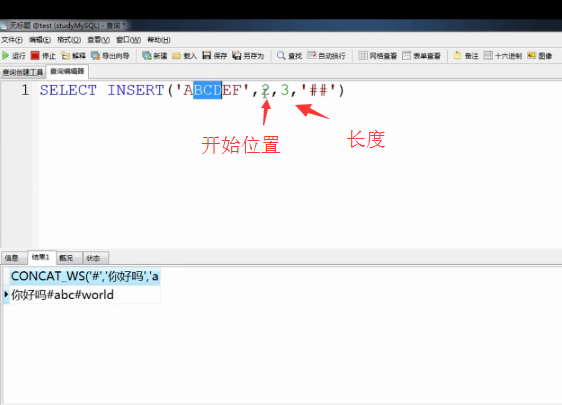 无标题 @test (studyMySQL) - 查询 *
文件(F) 编辑(E) 格式(O) 查看(V) 窗口(W) 帮助(H)
运行 停止 解释 导出向导 新建 载入 保存 另存为 查找 自动换行 网格查看 表单查看 备注 十六进制 图像
查询创建工具 查询编辑器
1 SELECT INSERT('ABCDEF',2,3,'##')
开始位置 长度
信息 结果1 概况 状态
CONCAT_WS('#','你好吗','a
你好吗#abc#world